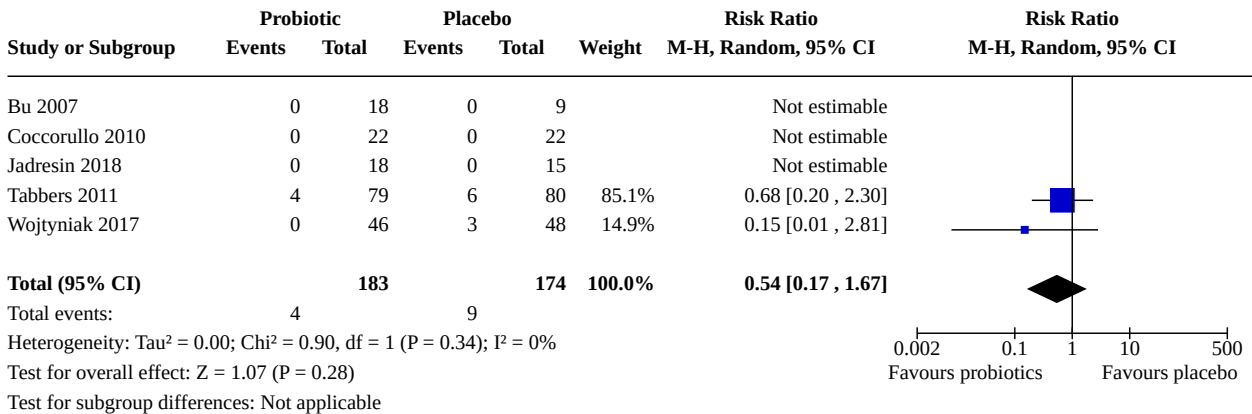 Probiotic Placebo Risk Ratio Risk Ratio
Study or Subgroup Events Total Events Total Weight M-H, Random, 95% CI M-H, Random, 95% CI
Bu 2007 0 18 0 9 Not estimable
Coccorullo 2010 0 22 0 22 Not estimable
Jadresin 2018 0 18 0 15 Not estimable
Tabbers 2011 4 79 6 80 85.1% 0.68 [0.20 , 2.30]
Wojtyniak 2017 0 46 3 48 14.9% 0.15 [0.01 , 2.81]
Total (95% CI) 183 174 100.0% 0.54 [0.17 , 1.67]
Total events: 4 9
Heterogeneity: Tau² = 0.00; Chi² = 0.90, df = 1 (P = 0.34); I² = 0%
Test for overall effect: Z = 1.07 (P = 0.28)
Test for subgroup differences: Not applicable
0.002 0.1 1 10 500
Favours probiotics Favours placebo